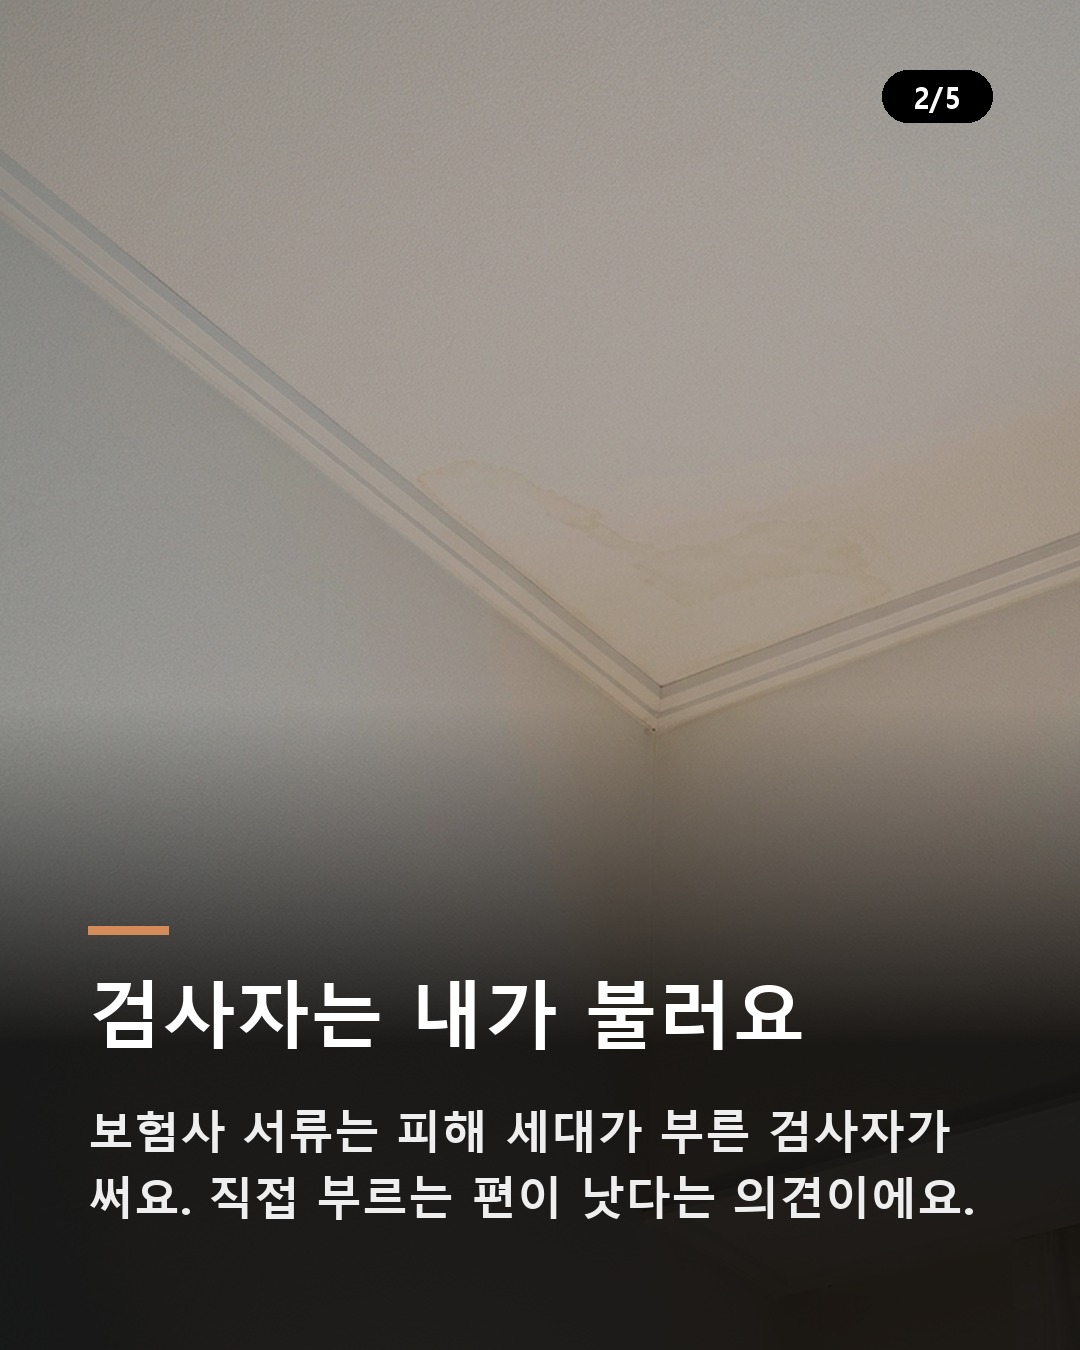 2/5
검사자는 내가 불러요
보험사 서류는 피해 세대가 부른 검사자가
써요. 직접 부르는 편이 낫다는 의견이에요.